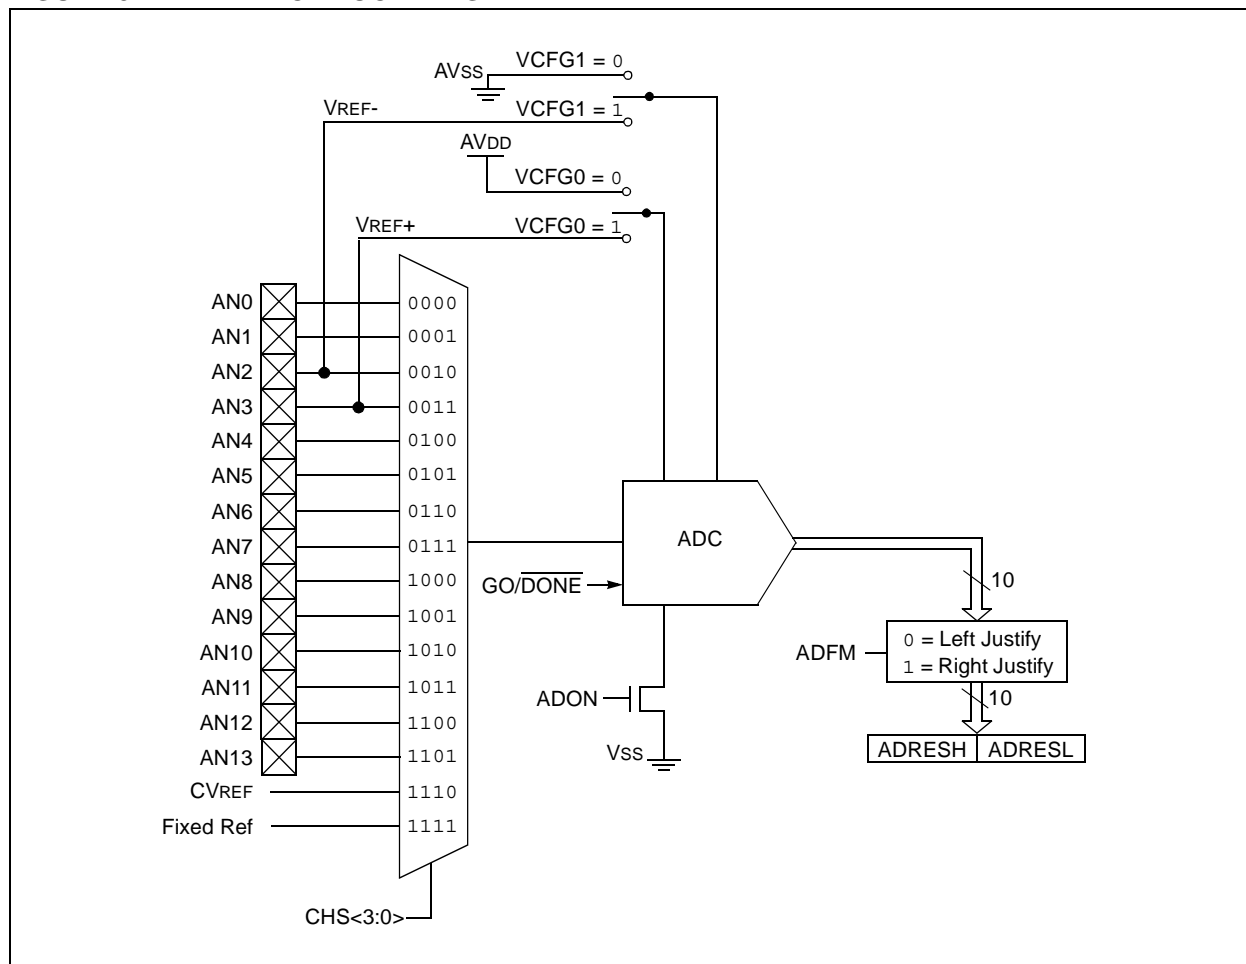 AVSS
VCFG1 = 0
VREF-
VCFG1 = 1
AVDD
VCFG0 = 0
VREF+
VCFG0 = 1
AN0 0000
AN1 0001
AN2 0010
AN3 0011
AN4 0100
AN5 0101
AN6 0110
AN7 0111
AN8 1000
AN9 1001
AN10 1010
AN11 1011
AN12 1100
AN13 1101
CVREF 1110
Fixed Ref 1111
CHS<3:0>
ADC
GO/DONE
ADON
VSS
10
ADFM
0 = Left Justify
1 = Right Justify
10
ADRESH ADRESL